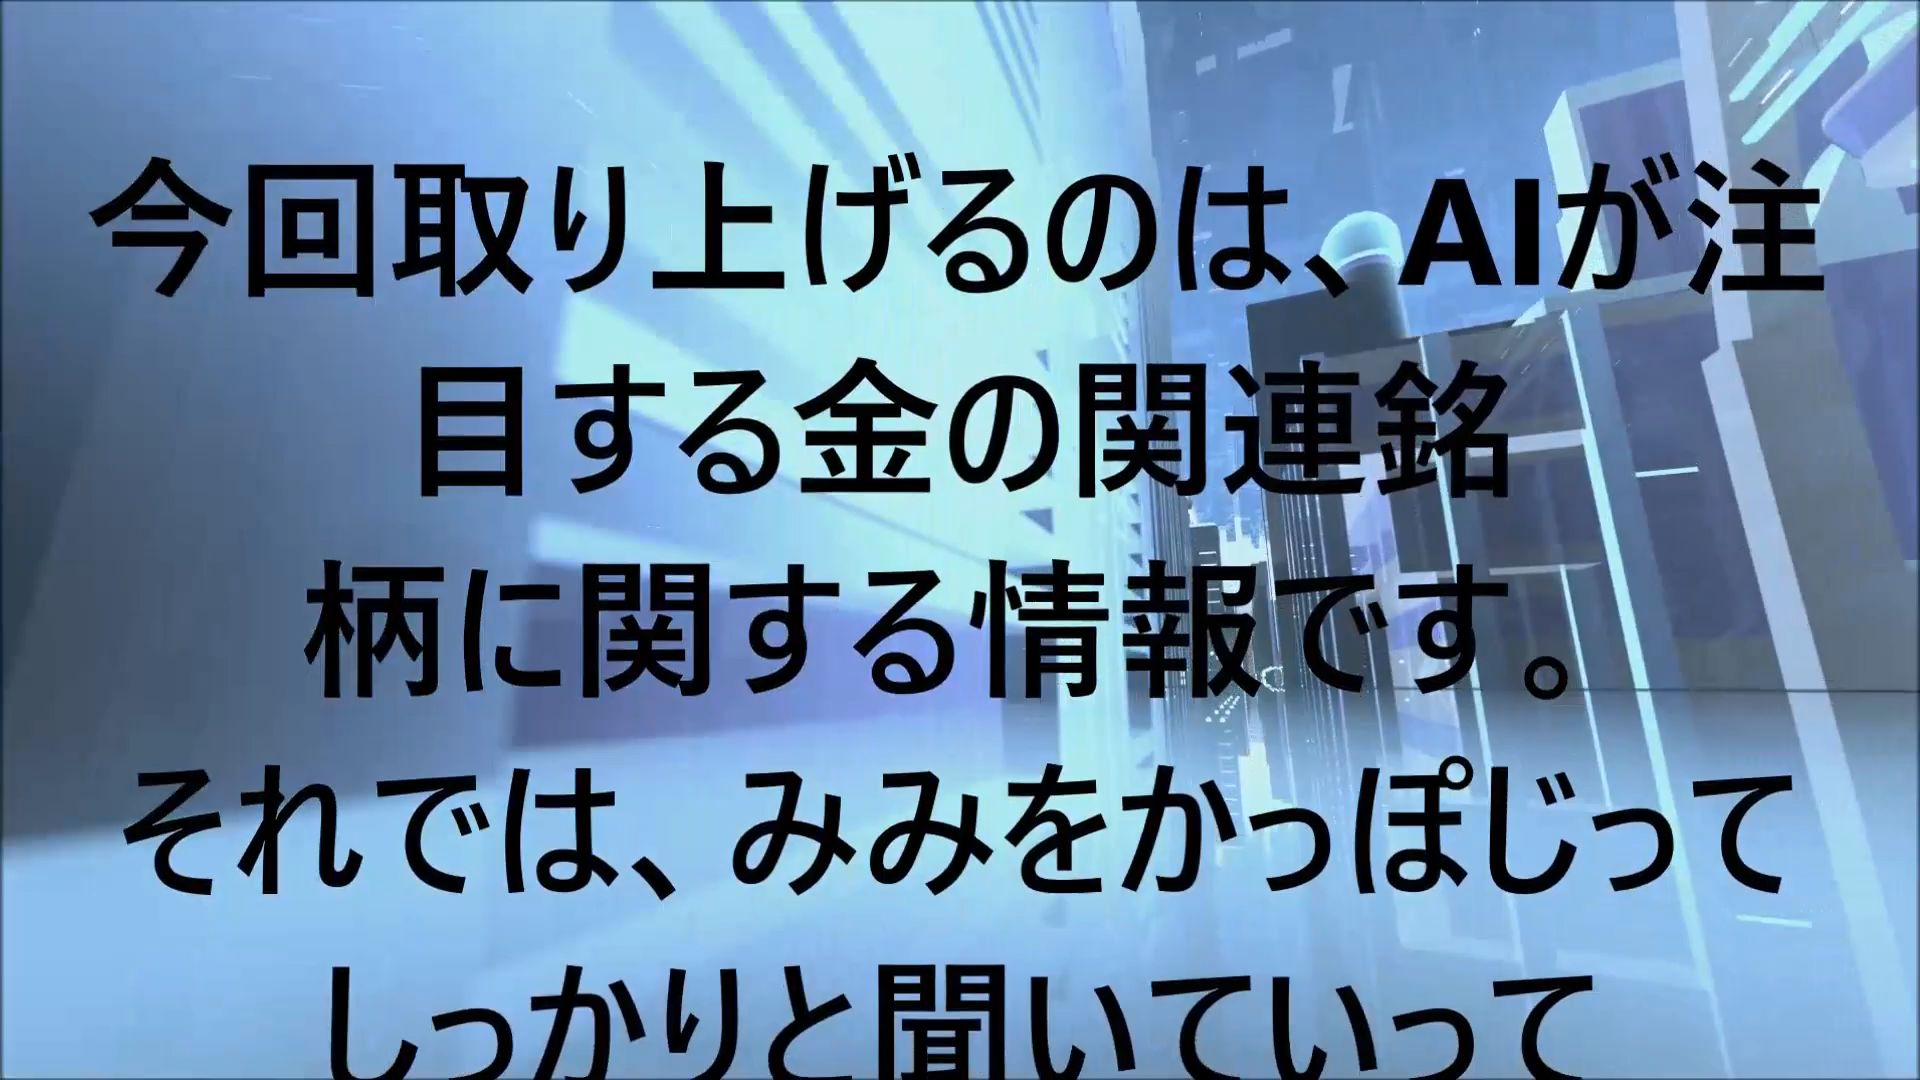 今回取り上げるのは、AIが注
目する金の関連銘
柄に関する情報です。
それでは、みみをかっぽじって
しっかりと聞いていって